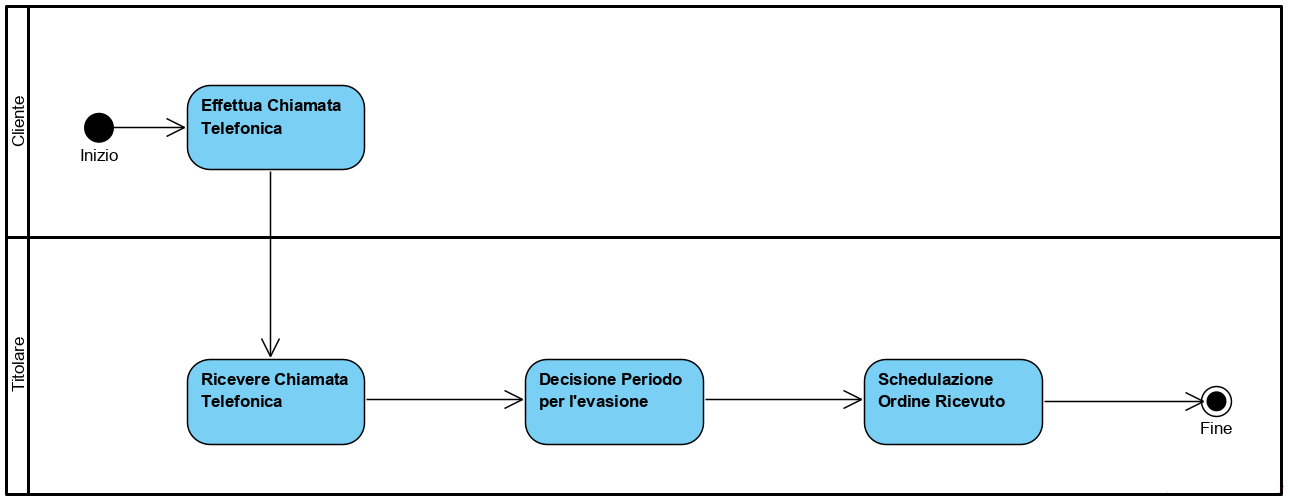 Cliente
Inizio
Effettua Chiamata
Telefonica
Titolare
Ricevere Chiamata
Telefonica
Decisione Periodo
per l'evasione
Schedulazione
Ordine Ricevuto
Fine